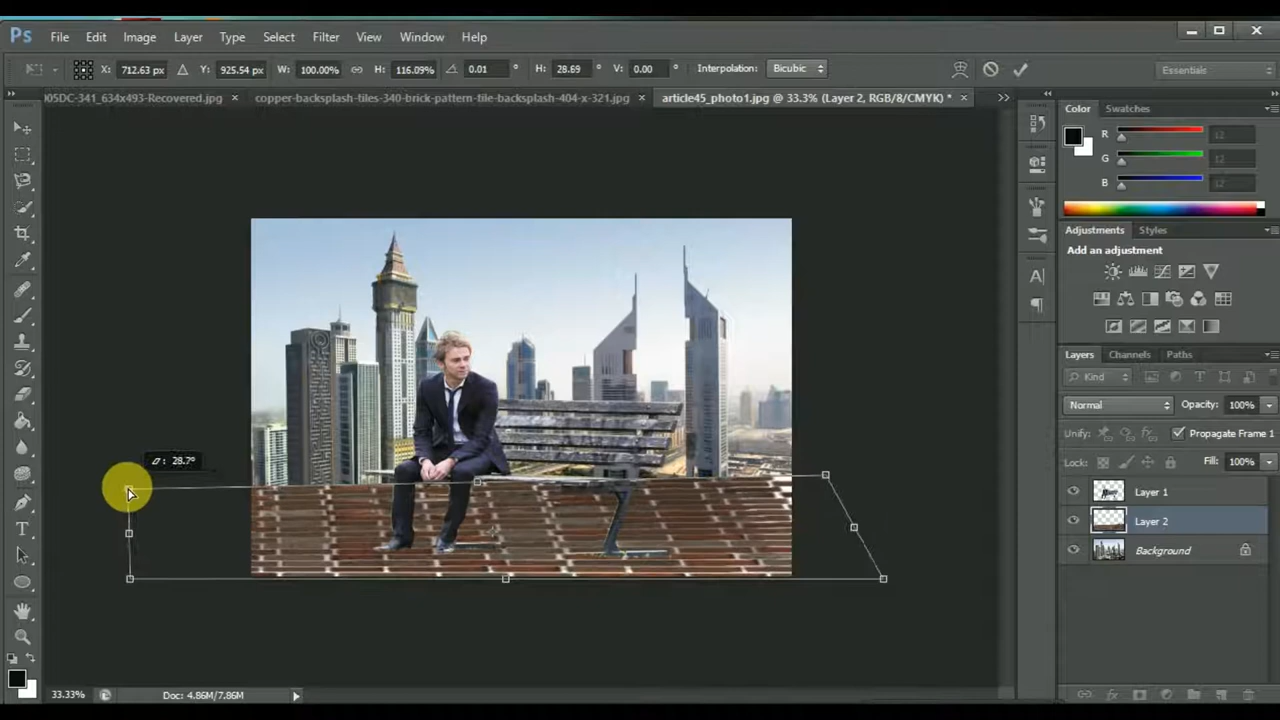 Ps File Edit Image Layer Type Select Filter View Window Help
X: 712.63 px Y: 925.54 px W: 100.00% H: 116.09% 0.01 ° H: 28.69 ° V: 0.00 ° Interpolation: Bicubic Essentials
05DC-341_634x493-Recovered.jpg × copper-backsplash-tiles-340-brick-pattern-tile-backsplash-404-x-321.jpg × article45_photo1.jpg @ 33.3% (Layer 2, RGB/8/CMYK) * ×
Color Swatches
R 12
G 12
B 12
Adjustments Styles
Add an adjustment
Layers Channels Paths
Kind
Normal Opacity: 100%
Unify: Propagate Frame 1
Lock: Fill: 100%
Layer 1
Layer 2
Background
28.7°
33.33% Doc: 4.86M/7.86M